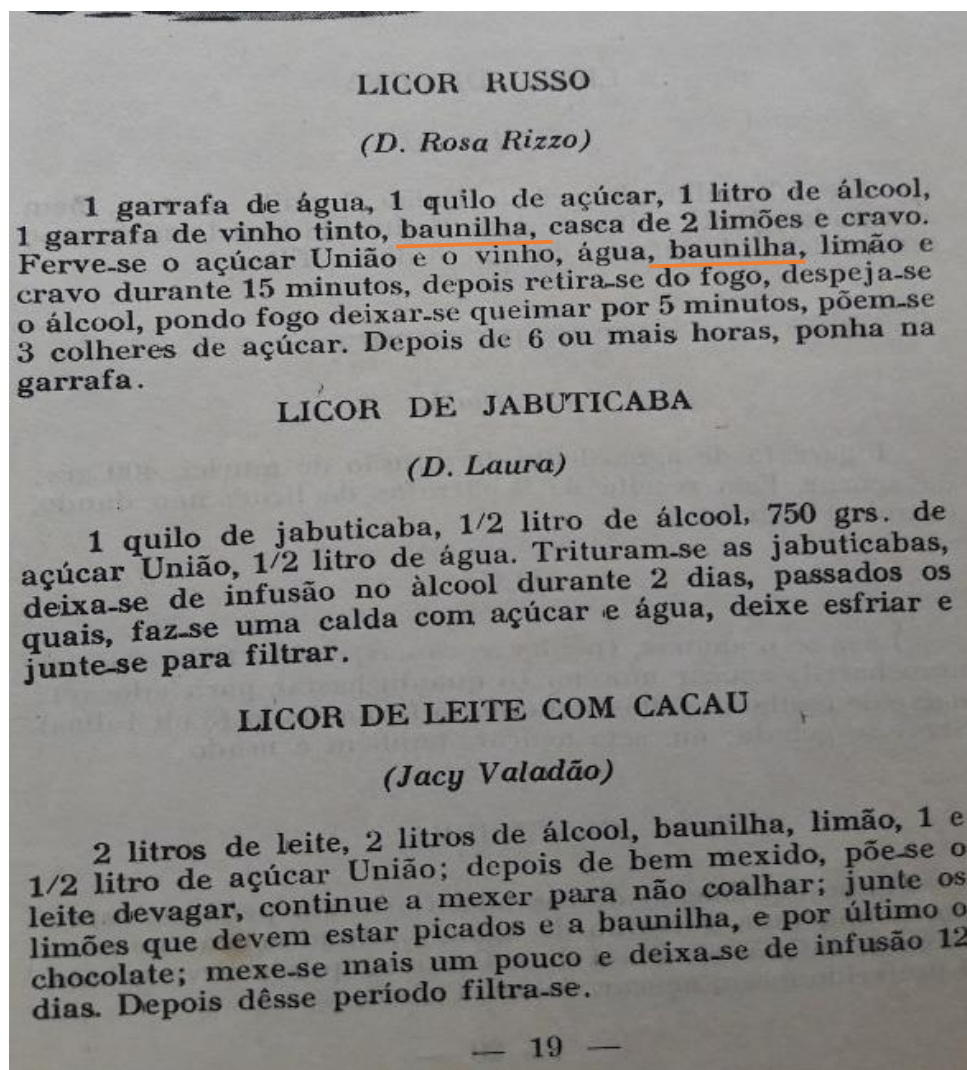 LICOR RUSSO
(D. Rosa Rizzo)
1 garrafa de água, 1 quilo de açúcar, 1 litro de álcool,
1 garrafa de vinho tinto, baunilha, casca de 2 limões e cravo.
Ferve-se o açúcar União e o vinho, água, baunilha, limão e
cravo durante 15 minutos, depois retira-se do fogo, despeja-se
o álcool, pondo fogo deixar-se queimar por 5 minutos, põem-se
3 colheres de açúcar. Depois de 6 ou mais horas, ponha na
garrafa.
LICOR DE JABUTICABA
(D. Laura)
1 quilo de jabuticaba, 1/2 litro de álcool, 750 grs. de
açúcar União, 1/2 litro de água. Trituram-se as jabuticabas,
deixa-se de infusão no àlcool durante 2 dias, passados os
quais, faz-se uma calda com açúcar e água, deixe esfriar e
junte-se para filtrar.
LICOR DE LEITE COM CACAU
(Jacy Valadão)
2 litros de leite, 2 litros de álcool, baunilha, limão, 1 e
1/2 litro de açúcar União; depois de bem mexido, põe-se o
leite devagar, continue a mexer para não coalhar; junte os
limões que devem estar picados e a baunilha, e por último o
chocolate; mexe-se mais um pouco e deixa-se de infusão 12
dias. Depois dêsse período filtra-se.
— 19 —